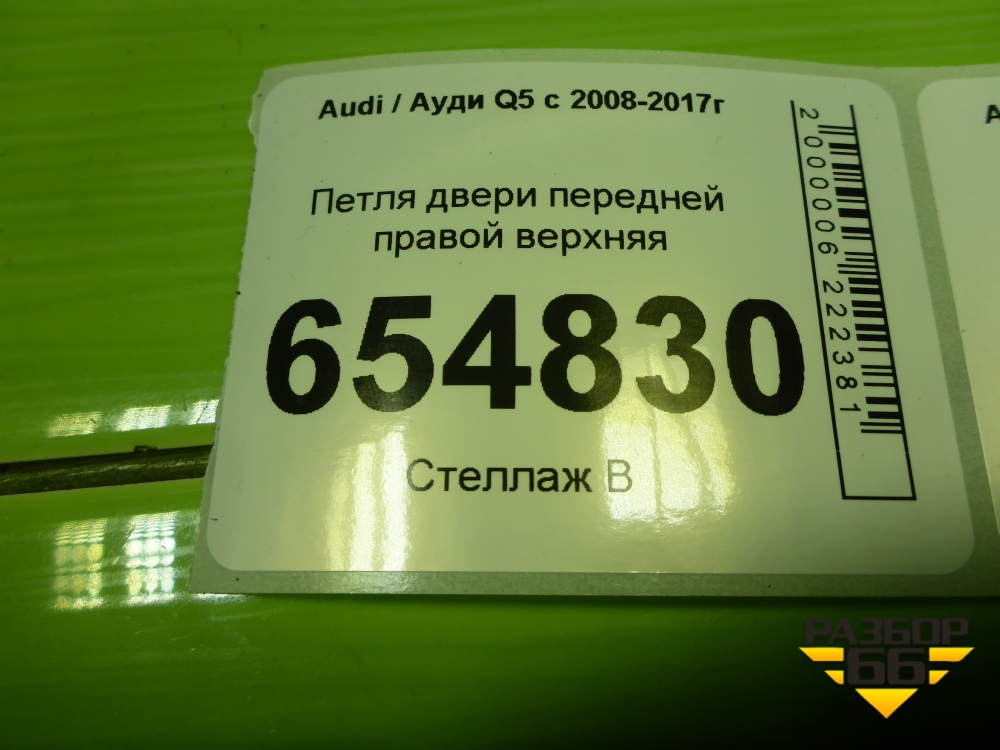 Audi / Ауди Q5 с 2008-2017г
Петля двери передней
правой верхняя
654830
Стеллаж В
2000006222381
А
РАЗБОР
66